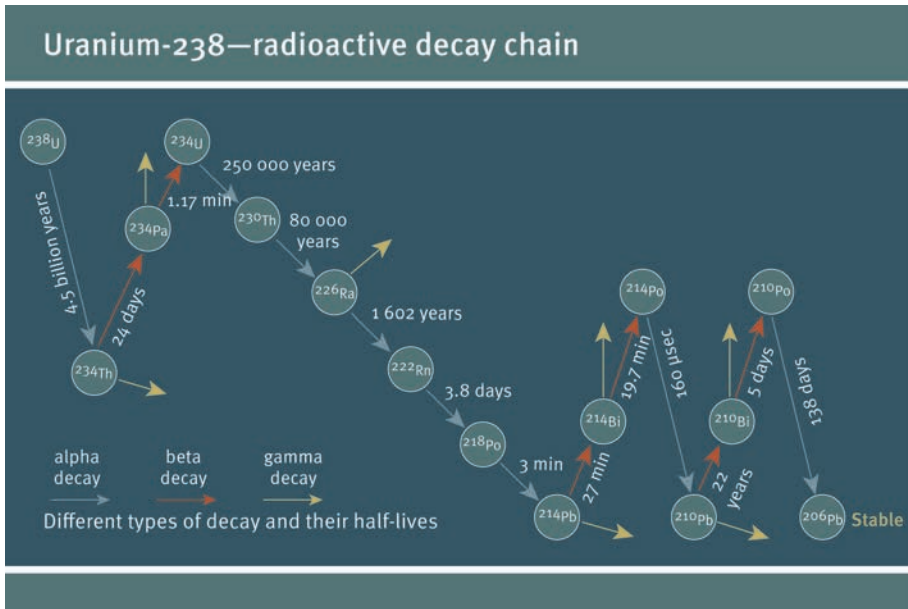 Uranium-238—radioactive decay chain
²³⁸U
²³⁴U
250 000 years
1.17 min
²³⁴Pa
²³⁰Th
80 000
years
4.5 billion years
24 days
²³⁴Th
²²⁶Ra
1 602 years
²²²Rn
3.8 days
²¹⁸Po
3 min
²¹⁴Pb
27 min
²¹⁴Bi
19.7 min
²¹⁴Po
160 µsec
²¹⁰Pb
22
years
²¹⁰Bi
5 days
²¹⁰Po
138 days
²⁰⁶Pb
Stable
alpha
decay
beta
decay
gamma
decay
Different types of decay and their half-lives